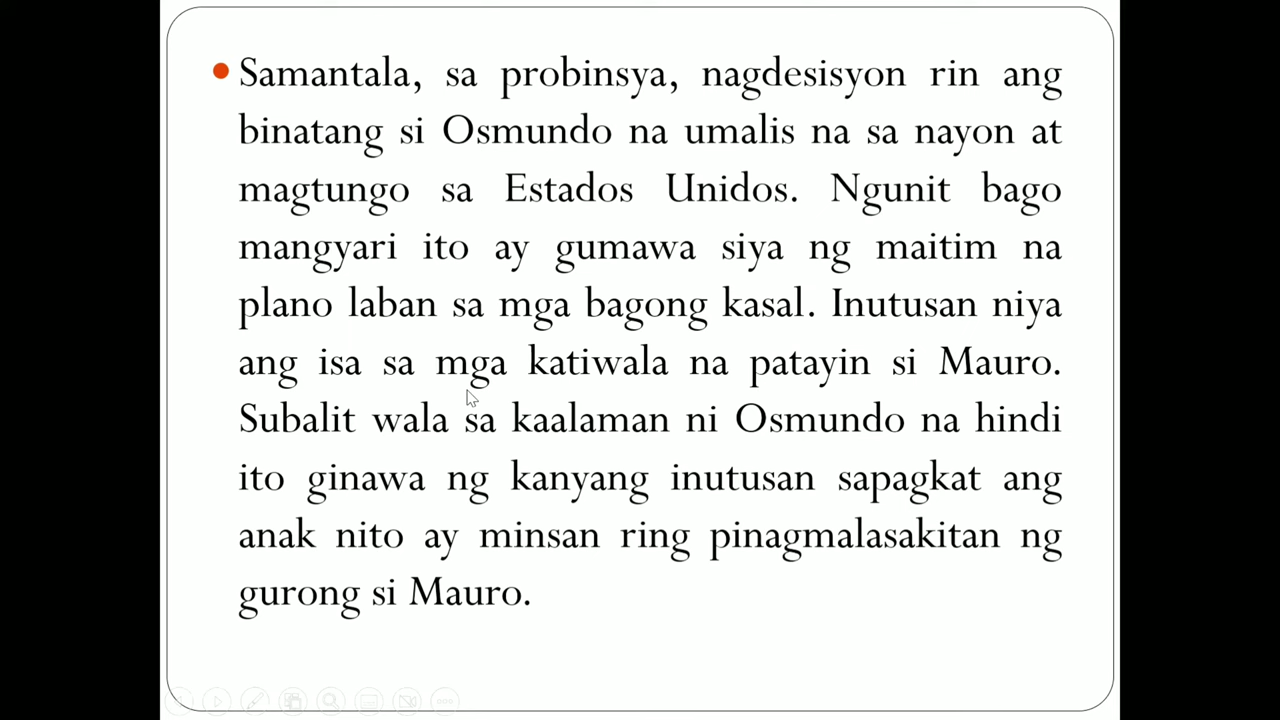 Samantala, sa probinsya, nagdesisyon rin ang
binatang si Osmundo na umalis na sa nayon at
magtungo sa Estados Unidos. Ngunit bago
mangyari ito ay gumawa siya ng maitim na
plano laban sa mga bagong kasal. Inutusan niya
ang isa sa mga katiwala na patayin si Mauro.
Subalit wala sa kaalaman ni Osmundo na hindi
ito ginawa ng kanyang inutusan sapagkat ang
anak nito ay minsan ring pinagmalasakitan ng
gurong si Mauro.